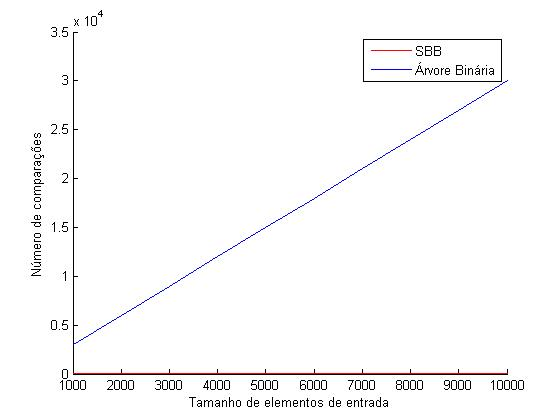 x 10^4
3.5
3
2.5
2
1.5
1
0.5
0
Número de comparações
SBB
Árvore Binária
1000 2000 3000 4000 5000 6000 7000 8000 9000 10000
Tamanho de elementos de entrada